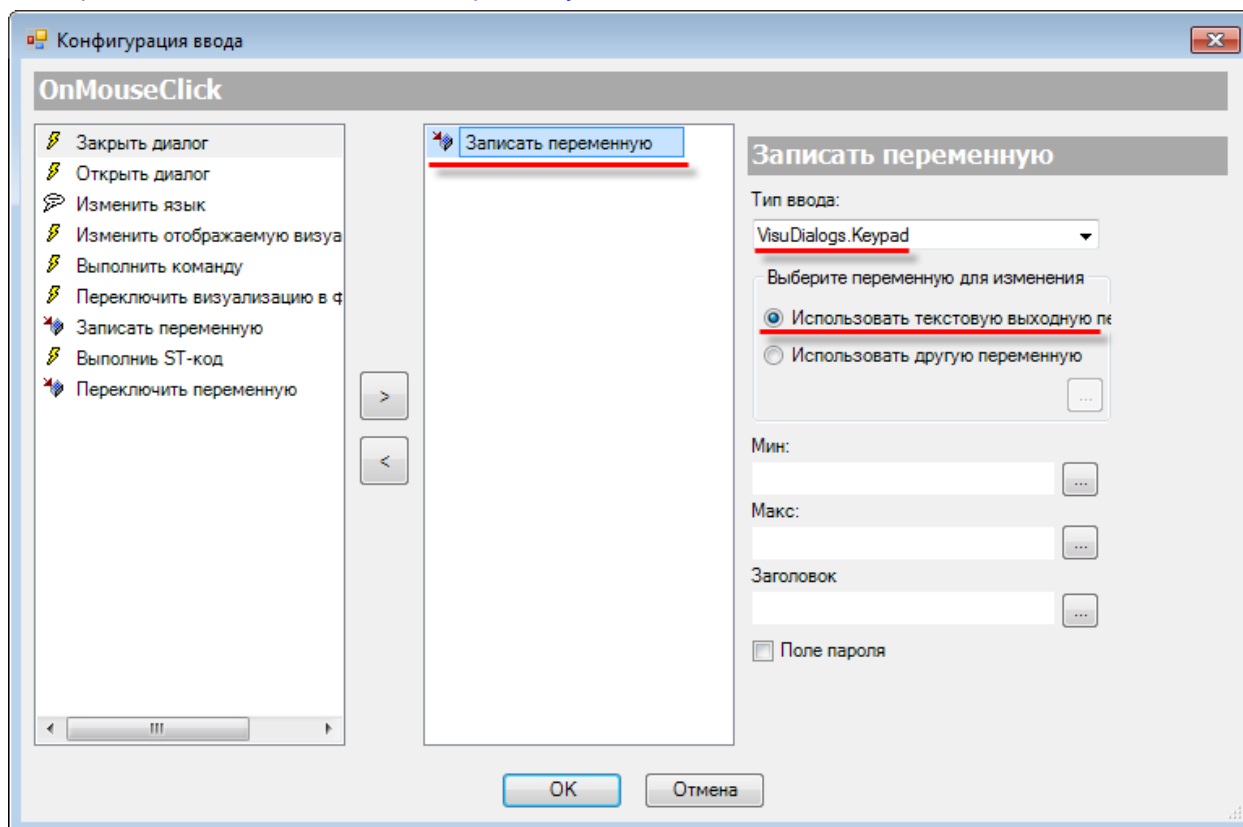 Конфигурация ввода
OnMouseClick
Закрыть диалог
Открыть диалог
Изменить язык
Изменить отображаемую визуа
Выполнить команду
Переключить визуализацию в ф
Записать переменную
Выполниь ST-код
Переключить переменную
>
<
Записать переменную
Записать переменную
Тип ввода:
VisuDialogs.Keypad
Выберите переменную для изменения
Использовать текстовую выходную пе
Использовать другую переменную
...
Мин:
...
Макс:
...
Заголовок
...
Поле пароля
OK
Отмена